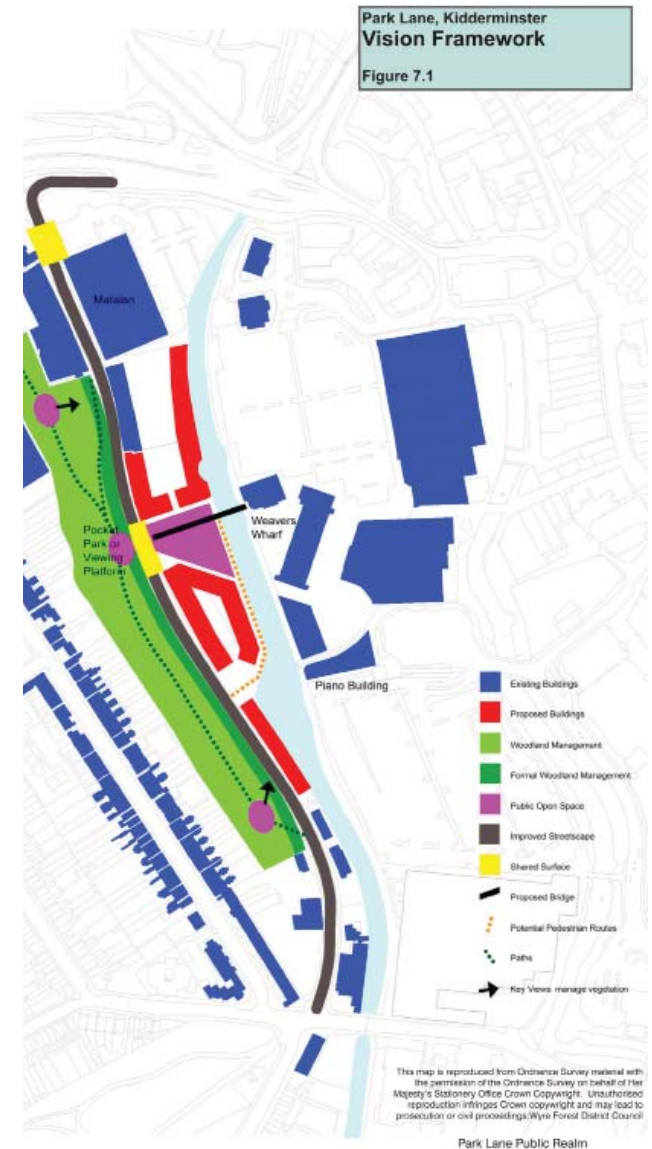 Park Lane, Kidderminster
Vision Framework
Figure 7.1
Matalan
Pocket
Park or
Viewing
Platform
Weavers
Wharf
Piano Building
Existing Buildings
Proposed Buildings
Woodland Management
Formal Woodland Management
Public Open Space
Improved Streetscape
Shared Surface
Proposed Bridge
Potential Pedestrian Routes
Paths
Key Views manage vegetation
This map is reproduced from Ordnance Survey material with
the permission of the Ordnance Survey on behalf of Her
Majesty's Stationery Office Crown Copyright. Unauthorised
reproduction infringes Crown copyright and may lead to
prosecution or civil proceedings.Wyre Forest District Council
Park Lane Public Realm